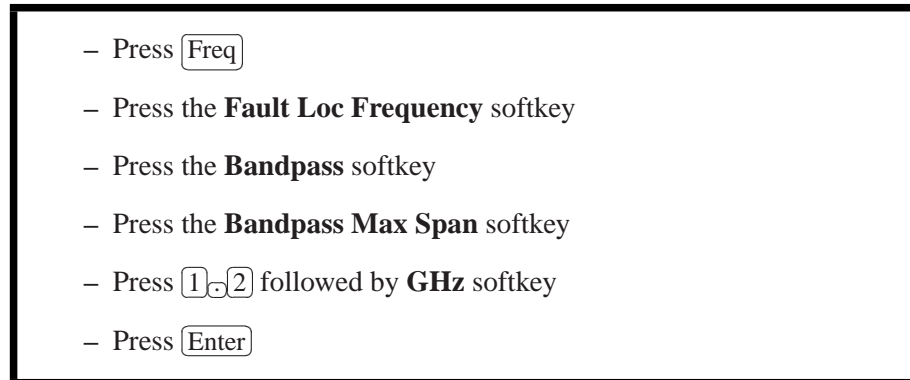 – Press Freq
– Press the Fault Loc Frequency softkey
– Press the Bandpass softkey
– Press the Bandpass Max Span softkey
– Press 1.2 followed by GHz softkey
– Press Enter